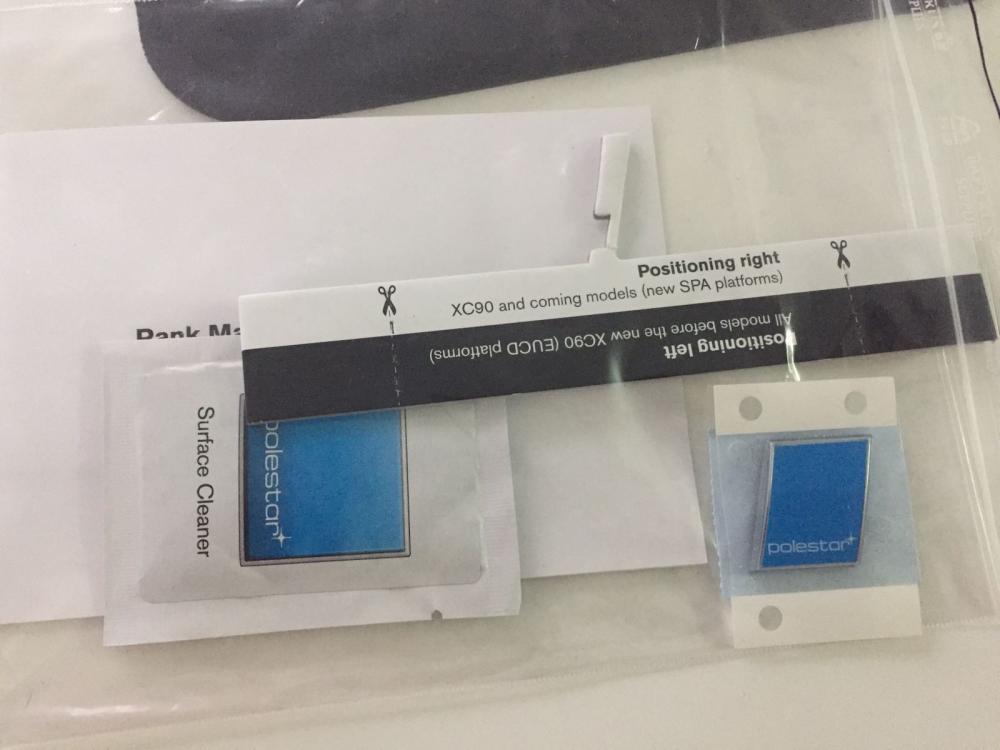 Positioning right
XC90 and coming models (new SPA platforms)
Positioning left
All models before the new XC90 (EUCD platforms)
Surface Cleaner
polestar
polestar